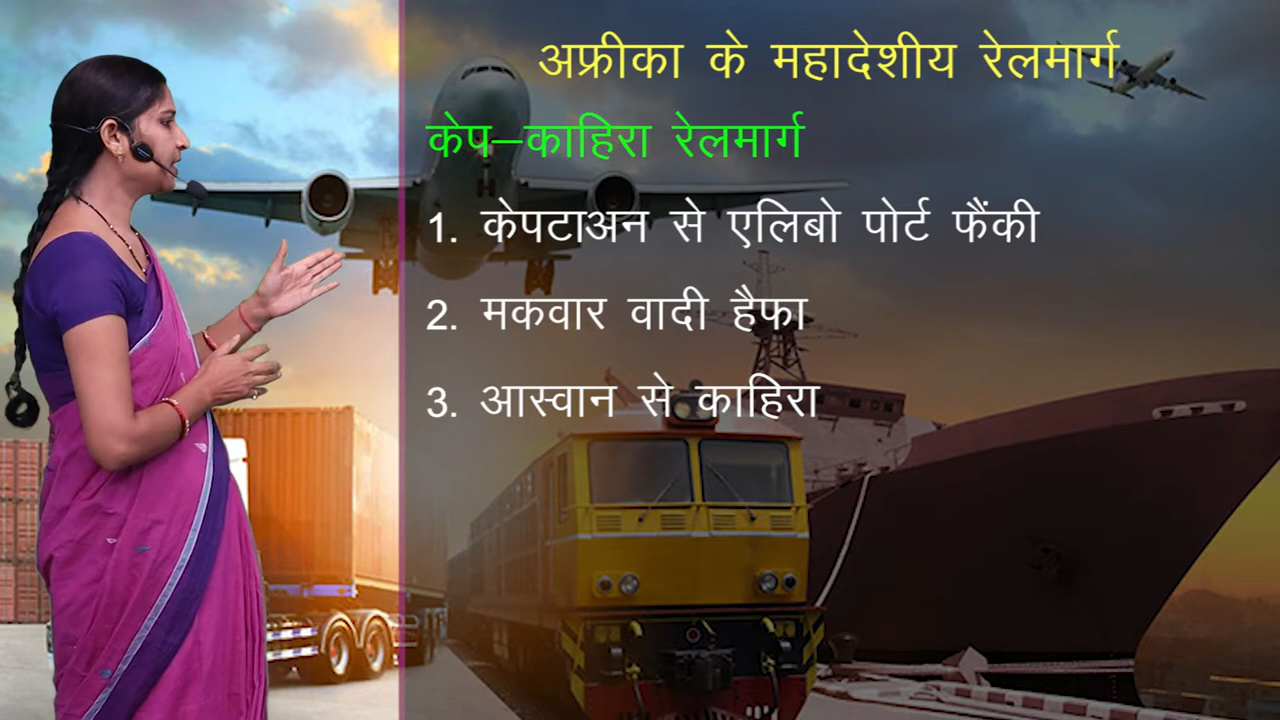 अफ्रीका के महादेशीय रेलमार्ग
केप–काहिरा रेलमार्ग
1. केपटाअन से एलिबो पोर्ट फैंकी
2. मकवार वादी हैफा
3. आस्वान से काहिरा